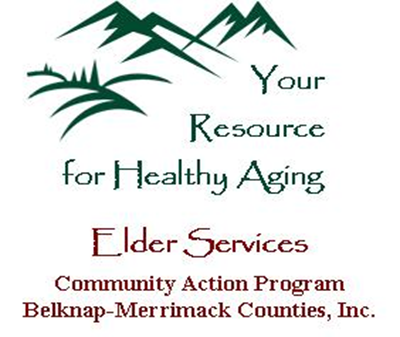 Your
Resource
for Healthy Aging
Elder Services
Community Action Program
Belknap-Merrimack Counties, Inc.